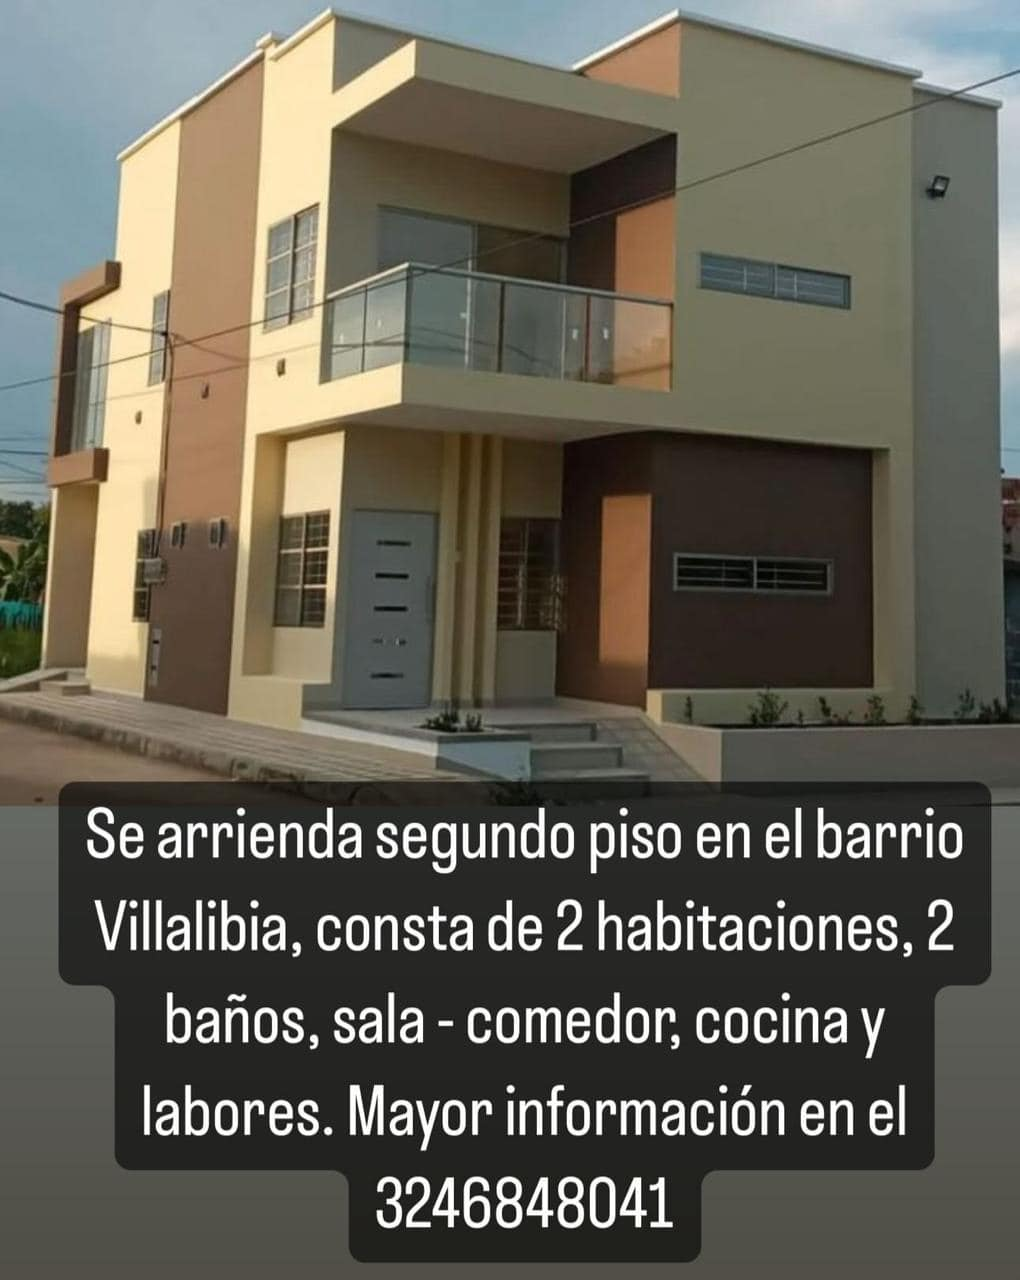 Se arrienda segundo piso en el barrio
Villalibia, consta de 2 habitaciones, 2
baños, sala - comedor, cocina y
labores. Mayor información en el
3246848041